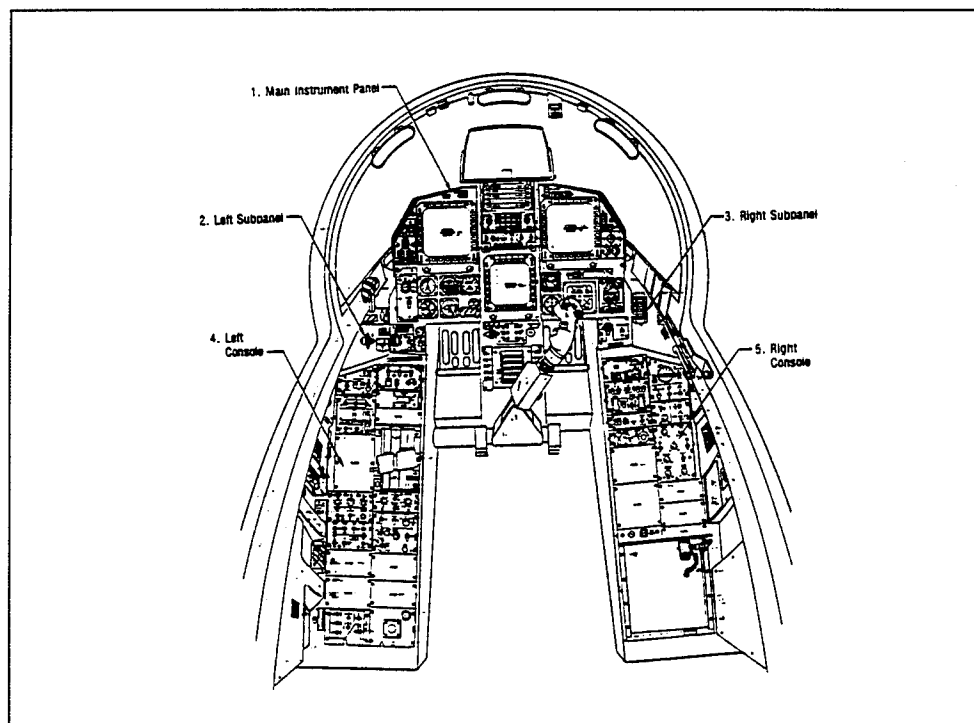 1. Main Instrument Panel
2. Left Subpanel
3. Right Subpanel
4. Left
Console
5. Right
Console